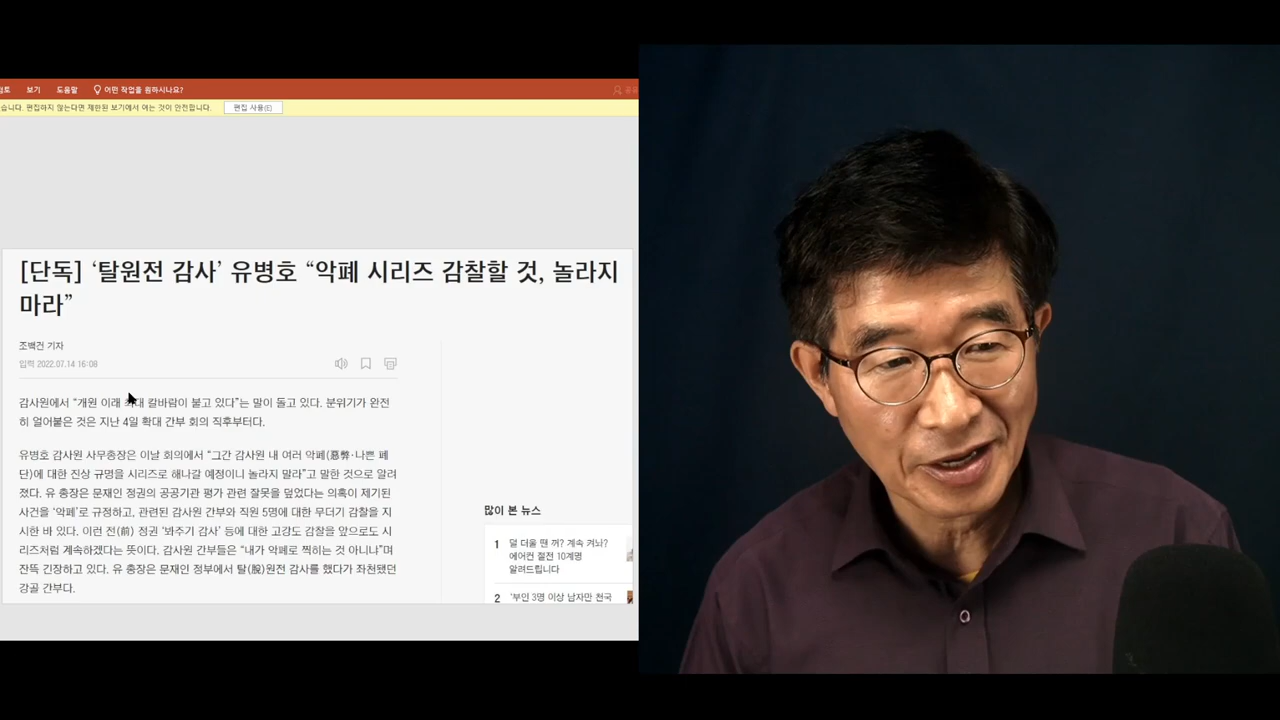 보기 도움말 어떤 작업을 원하시나요?
습니다. 편집하지 않는다면 제한된 보기에서 여는 것이 안전합니다. 편집 사용(E)
[단독] ‘탈원전 감사’ 유병호 “악폐 시리즈 감찰할 것, 놀라지
마라”
조백건 기자
입력 2022.07.14 16:08
감사원에서 “개원 이래 최대 칼바람이 불고 있다”는 말이 돌고 있다. 분위기가 완전
히 얼어붙은 것은 지난 4일 확대 간부 회의 직후부터다.
유병호 감사원 사무총장은 이날 회의에서 “그간 감사원 내 여러 악폐(惡弊·나쁜 폐
단)에 대한 진상 규명을 시리즈로 해나갈 예정이니 놀라지 말라”고 말한 것으로 알려
졌다. 유 총장은 문재인 정권의 공공기관 평가 관련 잘못을 덮었다는 의혹이 제기된
사건을 ‘악폐’로 규정하고, 관련된 감사원 간부와 직원 5명에 대한 무더기 감찰을 지
시한 바 있다. 이런 전(前) 정권 ‘봐주기 감사’ 등에 대한 고강도 감찰을 앞으로도 시
리즈처럼 계속하겠다는 뜻이다. 감사원 간부들은 “내가 악폐로 찍히는 것 아니냐”며
잔뜩 긴장하고 있다. 유 총장은 문재인 정부에서 탈(脫)원전 감사를 했다가 좌천됐던
강골 간부다.
많이 본 뉴스
1 덜 더울 땐 꺼? 계속 켜놔?
에어컨 절전 10계명
알려드립니다
2 '부인 3명 이상 남자만 천국